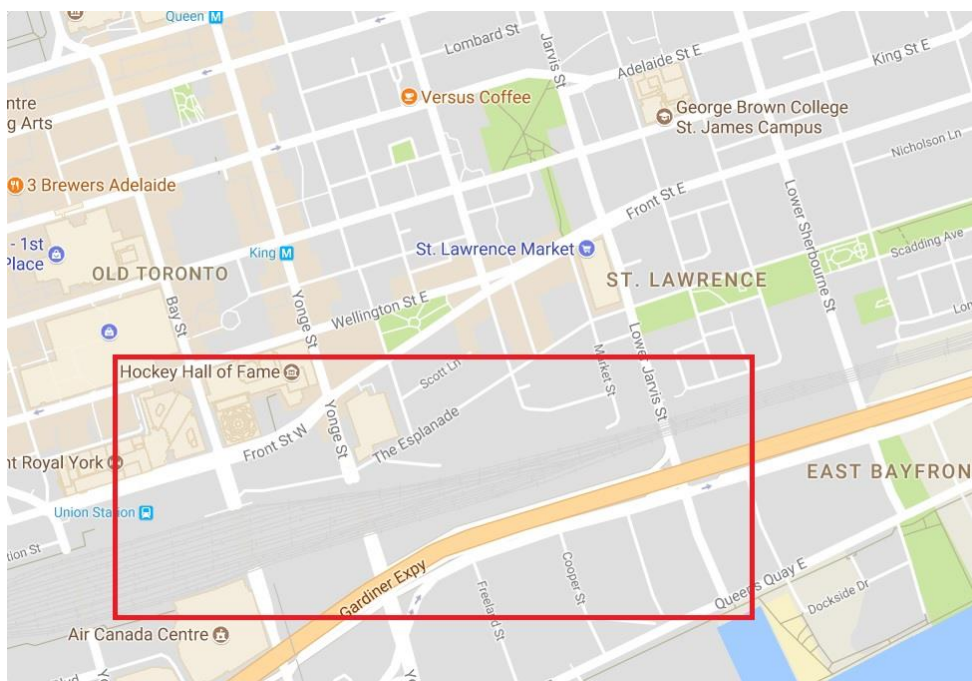 Queen M
Lombard St
Jarvis St
Adelaide St E
King St E
Versus Coffee
ntre
g Arts
George Brown College
St. James Campus
Nicholson Ln
3 Brewers Adelaide
Front St E
Lower Sherbourne St
Scadding Ave
- 1st
Place
King M
St. Lawrence Market
OLD TORONTO
ST. LAWRENCE
Bay St
Yonge St
Wellington St E
Lon
Hockey Hall of Fame
Scott Ln
Market St
Lower Jarvis St
Yonge St
Front St W
The Esplanade
nt Royal York
EAST BAYFRON
Union Station
tion St
Gardiner Expy
Freeland St
Cooper St
Queens Quay E
Dockside Dr
Air Canada Centre
Yo
Blvd